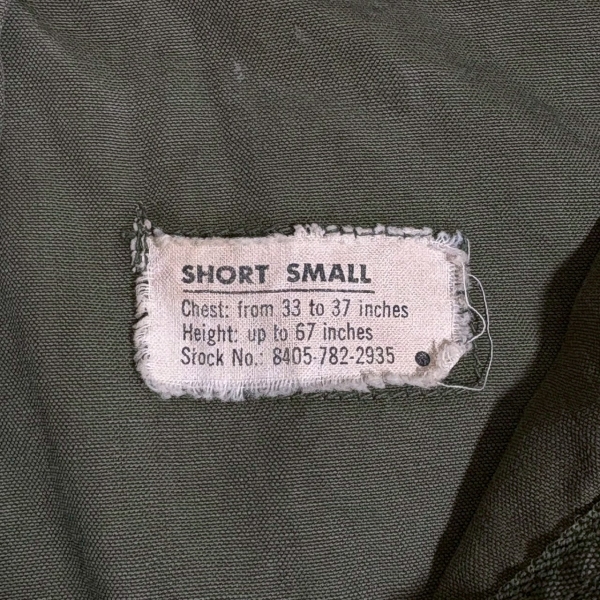 SHORT SMALL
Chest: from 33 to 37 inches
Height: up to 67 inches
Stock No.: 8405-782-2935